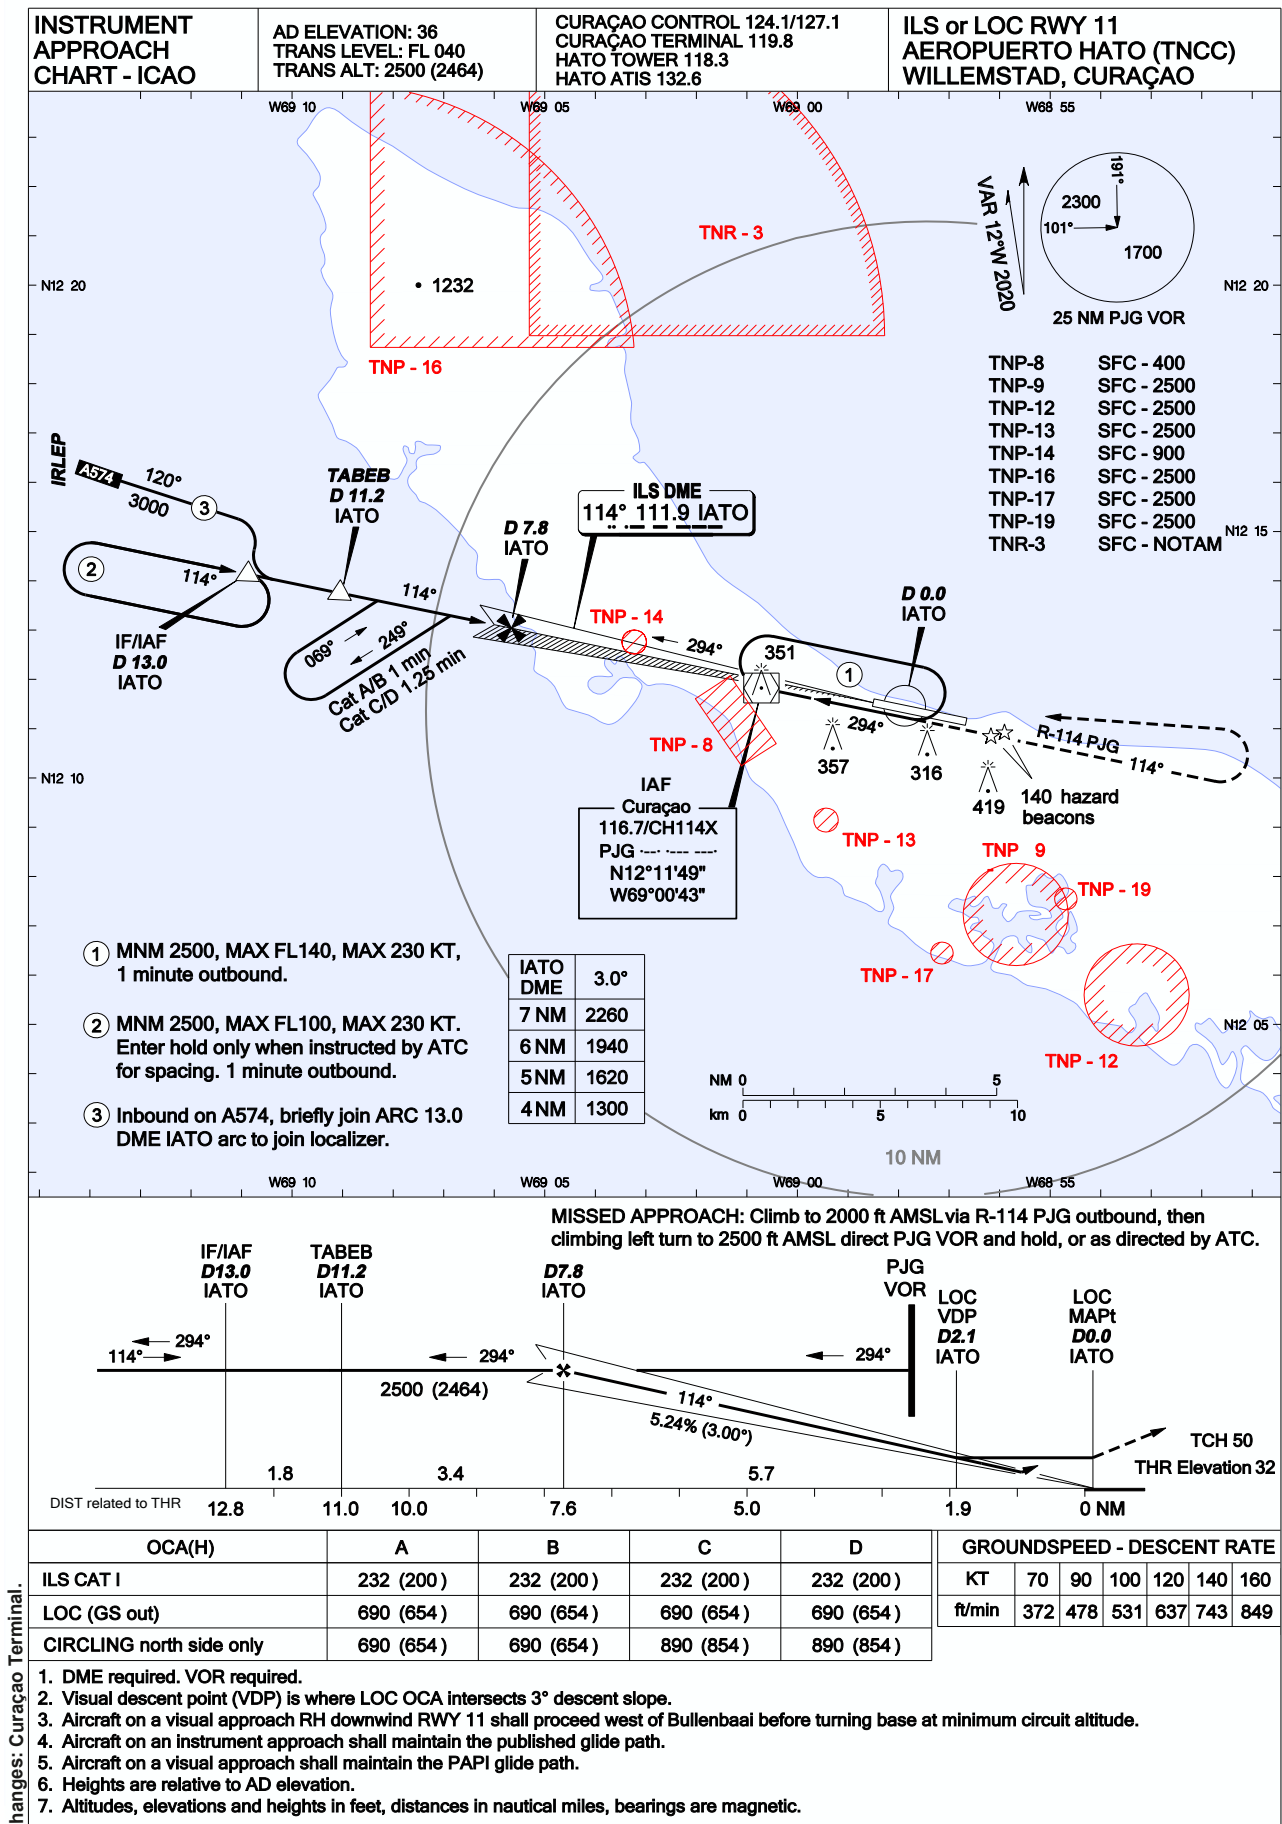 INSTRUMENT
APPROACH
CHART - ICAO
AD ELEVATION: 36
TRANS LEVEL: FL 040
TRANS ALT: 2500 (2464)
CURAÇAO CONTROL 124.1/127.1
CURAÇAO TERMINAL 119.8
HATO TOWER 118.3
HATO ATIS 132.6
ILS or LOC RWY 11
AEROPUERTO HATO (TNCC)
WILLEMSTAD, CURAÇAO
W69 10
W69 05
W69 00
W68 55
191°
2300
101°
1700
VAR 12°W 2020
25 NM PJG VOR
TNR - 3
1232
N12 20
N12 20
TNP - 16
TNP-8 SFC - 400
TNP-9 SFC - 2500
TNP-12 SFC - 2500
TNP-13 SFC - 2500
TNP-14 SFC - 900
TNP-16 SFC - 2500
TNP-17 SFC - 2500
TNP-19 SFC - 2500
TNR-3 SFC - NOTAM
N12 15
IRLEP
A574
120°
3000
3
TABEB
D 11.2
IATO
ILS DME
114° 111.9 IATO
D 7.8
IATO
2
114°
114°
D 0.0
IATO
TNP - 14
294°
351
1
IF/IAF
D 13.0
IATO
069°
249°
Cat A/B 1 min
Cat C/D 1.25 min
294°
R-114 PJG
114°
TNP - 8
357
316
419
140 hazard
beacons
N12 10
IAF
Curaçao
116.7/CH114X
PJG
N12°11'49"
W69°00'43"
TNP - 13
TNP 9
TNP - 19
TNP - 17
TNP - 12
N12 05
1 MNM 2500, MAX FL140, MAX 230 KT,
1 minute outbound.
2 MNM 2500, MAX FL100, MAX 230 KT.
Enter hold only when instructed by ATC
for spacing. 1 minute outbound.
3 Inbound on A574, briefly join ARC 13.0
DME IATO arc to join localizer.
IATO
DME 3.0°
7 NM 2260
6 NM 1940
5 NM 1620
4 NM 1300
NM 0 5
km 0 5 10
10 NM
W69 10
W69 05
W69 00
W68 55
MISSED APPROACH: Climb to 2000 ft AMSL via R-114 PJG outbound, then
climbing left turn to 2500 ft AMSL direct PJG VOR and hold, or as directed by ATC.
IF/IAF
D13.0
IATO
TABEB
D11.2
IATO
D7.8
IATO
PJG
VOR
LOC
VDP
D2.1
IATO
LOC
MAPt
D0.0
IATO
294°
114°
294°
294°
2500 (2464)
114°
5.24% (3.00°)
TCH 50
THR Elevation 32
1.8 3.4 5.7
DIST related to THR 12.8 11.0 10.0 7.6 5.0 1.9 0 NM
OCA(H) A B C D
ILS CAT I 232 (200) 232 (200) 232 (200) 232 (200)
LOC (GS out) 690 (654) 690 (654) 690 (654) 690 (654)
CIRCLING north side only 690 (654) 690 (654) 890 (854) 890 (854)
GROUNDSPEED - DESCENT RATE
KT 70 90 100 120 140 160
ft/min 372 478 531 637 743 849
1. DME required. VOR required.
2. Visual descent point (VDP) is where LOC OCA intersects 3° descent slope.
3. Aircraft on a visual approach RH downwind RWY 11 shall proceed west of Bullenbaai before turning base at minimum circuit altitude.
4. Aircraft on an instrument approach shall maintain the published glide path.
5. Aircraft on a visual approach shall maintain the PAPI glide path.
6. Heights are relative to AD elevation.
7. Altitudes, elevations and heights in feet, distances in nautical miles, bearings are magnetic.
hanges: Curaçao Terminal.